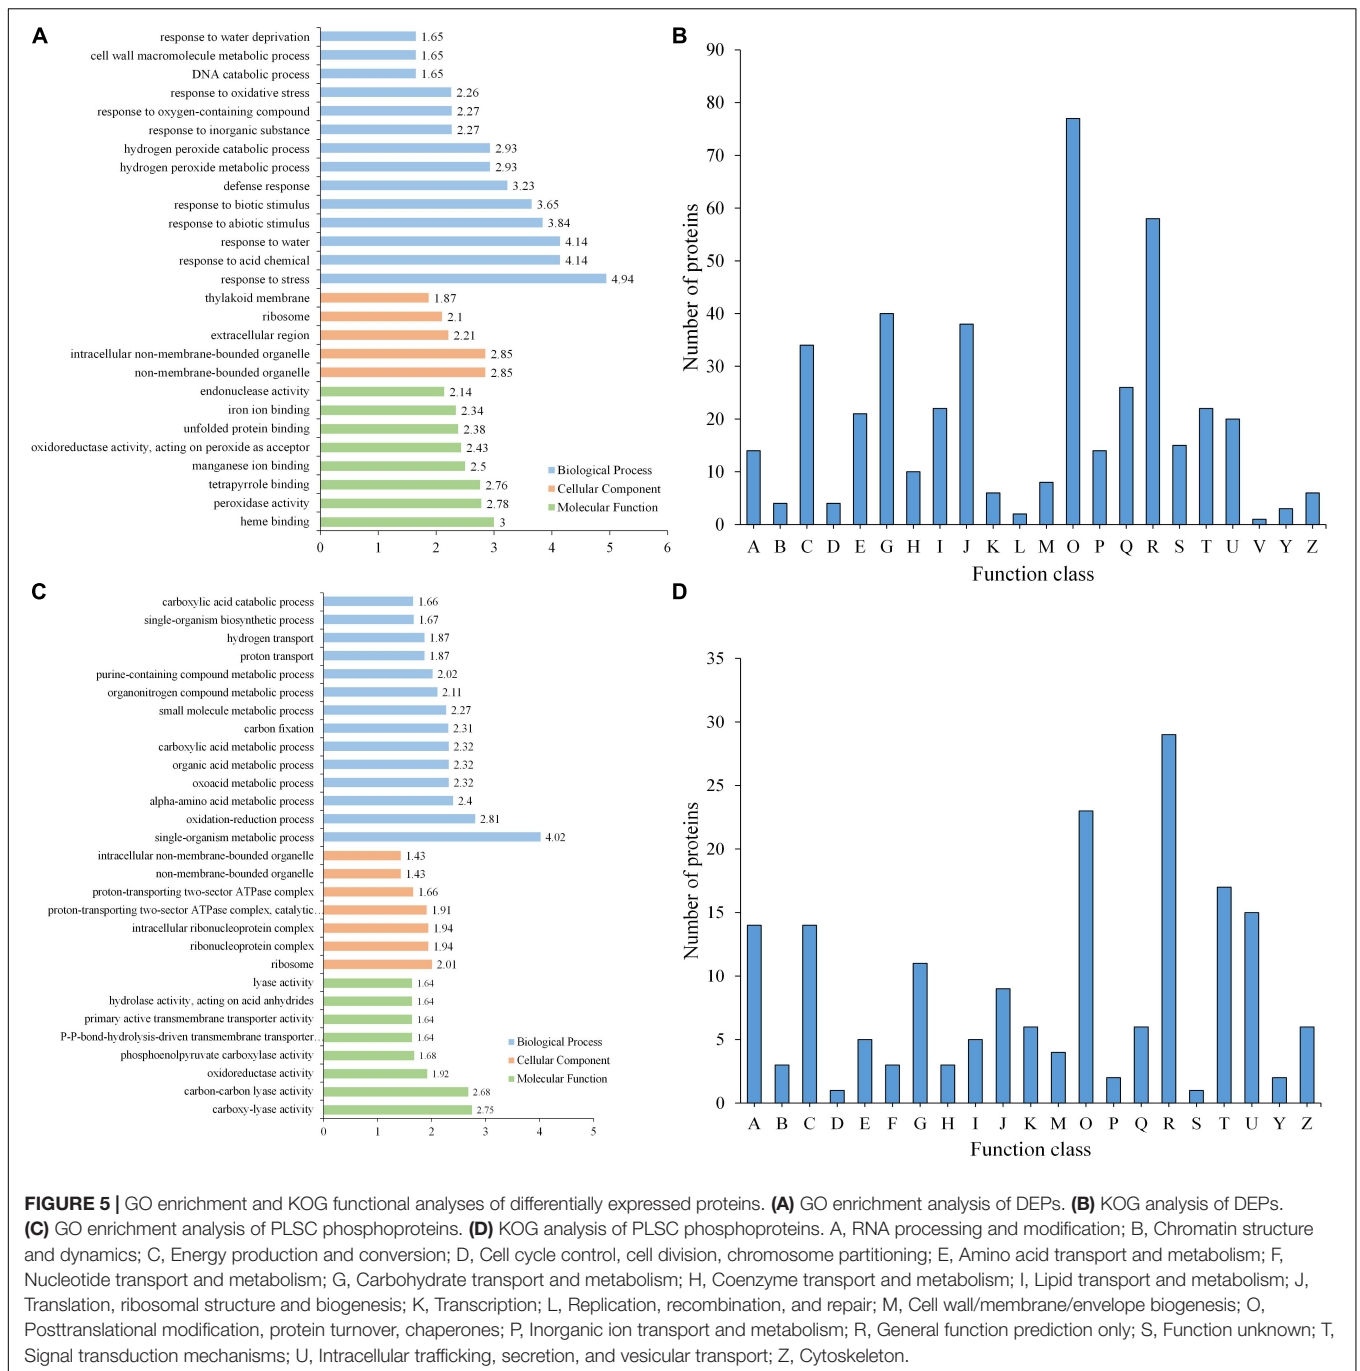 A
response to water deprivation 1.65
cell wall macromolecule metabolic process 1.65
DNA catabolic process 1.65
response to oxidative stress 2.26
response to oxygen-containing compound 2.27
response to inorganic substance 2.27
hydrogen peroxide catabolic process 2.93
hydrogen peroxide metabolic process 2.93
defense response 3.23
response to biotic stimulus 3.65
response to abiotic stimulus 3.84
response to water 4.14
response to acid chemical 4.14
response to stress 4.94
thylakoid membrane 1.87
ribosome 2.1
extracellular region 2.21
intracellular non-membrane-bounded organelle 2.85
non-membrane-bounded organelle 2.85
endonuclease activity 2.14
iron ion binding 2.34
unfolded protein binding 2.38
oxidoreductase activity, acting on peroxide as acceptor 2.43
manganese ion binding 2.5
tetrapyrrole binding 2.76
peroxidase activity 2.78
heme binding 3
Biological Process
Cellular Component
Molecular Function
0 1 2 3 4 5 6
B
90
80
70
60
50
40
30
20
10
0
Number of proteins
A B C D E G H I J K L M O P Q R S T U V Y Z
Function class
C
carboxylic acid catabolic process 1.66
single-organism biosynthetic process 1.67
hydrogen transport 1.87
proton transport 1.87
purine-containing compound metabolic process 2.02
organonitrogen compound metabolic process 2.11
small molecule metabolic process 2.27
carbon fixation 2.31
carboxylic acid metabolic process 2.32
organic acid metabolic process 2.32
oxoacid metabolic process 2.32
alpha-amino acid metabolic process 2.4
oxidation-reduction process 2.81
single-organism metabolic process 4.02
intracellular non-membrane-bounded organelle 1.43
non-membrane-bounded organelle 1.43
proton-transporting two-sector ATPase complex 1.66
proton-transporting two-sector ATPase complex, catalytic... 1.91
intracellular ribonucleoprotein complex 1.94
ribonucleoprotein complex 1.94
ribosome 2.01
lyase activity 1.64
hydrolase activity, acting on acid anhydrides 1.64
primary active transmembrane transporter activity 1.64
P-P-bond-hydrolysis-driven transmembrane transporter... 1.64
phosphoenolpyruvate carboxylase activity 1.68
oxidoreductase activity 1.92
carbon-carbon lyase activity 2.68
carboxy-lyase activity 2.75
Biological Process
Cellular Component
Molecular Function
0 1 2 3 4 5
D
35
30
25
20
15
10
5
0
Number of proteins
A B C D E F G H I J K M O P Q R S T U Y Z
Function class
FIGURE 5 | GO enrichment and KOG functional analyses of differentially expressed proteins. (A) GO enrichment analysis of DEPs. (B) KOG analysis of DEPs.
(C) GO enrichment analysis of PLSC phosphoproteins. (D) KOG analysis of PLSC phosphoproteins. A, RNA processing and modification; B, Chromatin structure
and dynamics; C, Energy production and conversion; D, Cell cycle control, cell division, chromosome partitioning; E, Amino acid transport and metabolism; F,
Nucleotide transport and metabolism; G, Carbohydrate transport and metabolism; H, Coenzyme transport and metabolism; I, Lipid transport and metabolism; J,
Translation, ribosomal structure and biogenesis; K, Transcription; L, Replication, recombination, and repair; M, Cell wall/membrane/envelope biogenesis; O,
Posttranslational modification, protein turnover, chaperones; P, Inorganic ion transport and metabolism; R, General function prediction only; S, Function unknown; T,
Signal transduction mechanisms; U, Intracellular trafficking, secretion, and vesicular transport; Z, Cytoskeleton.